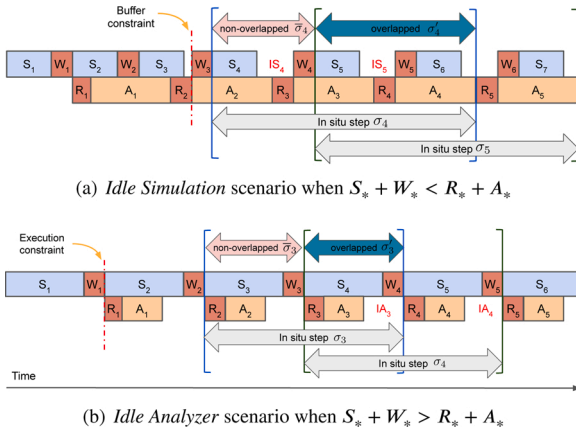 Buffer
constraint
non-overlapped σ̅₄
overlapped σ′₄
S₁ W₁ S₂ W₂ S₃ W₃ S₄ IS₄ W₄ S₅ IS₅ W₅ S₆ W₆ S₇
R₁ A₁ R₂ A₂ R₃ A₃ R₄ A₄ R₅ A₅
In situ step σ₄
In situ step σ₅
(a) Idle Simulation scenario when S∗ + W∗ < R∗ + A∗
Execution
constraint
non-overlapped σ̅₃
overlapped σ′₃
S₁ W₁ S₂ W₂ S₃ W₃ S₄ W₄ S₅ W₅ S₆
R₁ A₁ R₂ A₂ R₃ A₃ IA₃ R₄ A₄ IA₄ R₅ A₅
In situ step σ₃
In situ step σ₄
Time
(b) Idle Analyzer scenario when S∗ + W∗ > R∗ + A∗